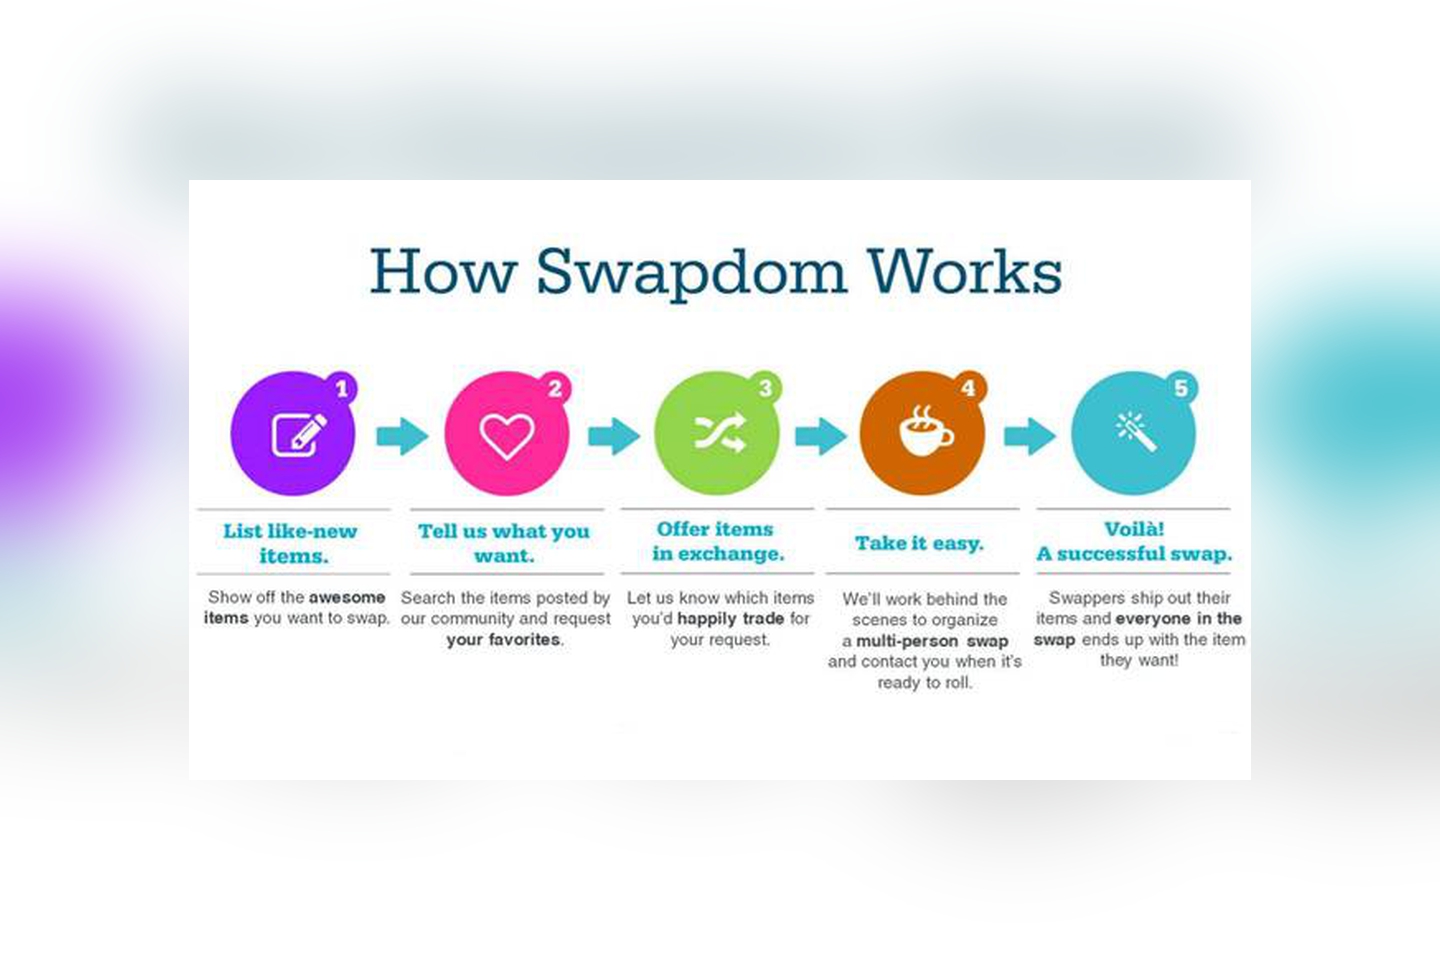 How Swapdom Works
1
2
3
4
5
List like-new
items.
Show off the awesome
items you want to swap.
Tell us what you
want.
Search the items posted by
our community and request
your favorites.
Offer items
in exchange.
Let us know which items
you'd happily trade for
your request.
Take it easy.
We'll work behind the
scenes to organize
a multi-person swap
and contact you when it's
ready to roll.
Voilà!
A successful swap.
Swappers ship out their
items and everyone in the
swap ends up with the item
they want!